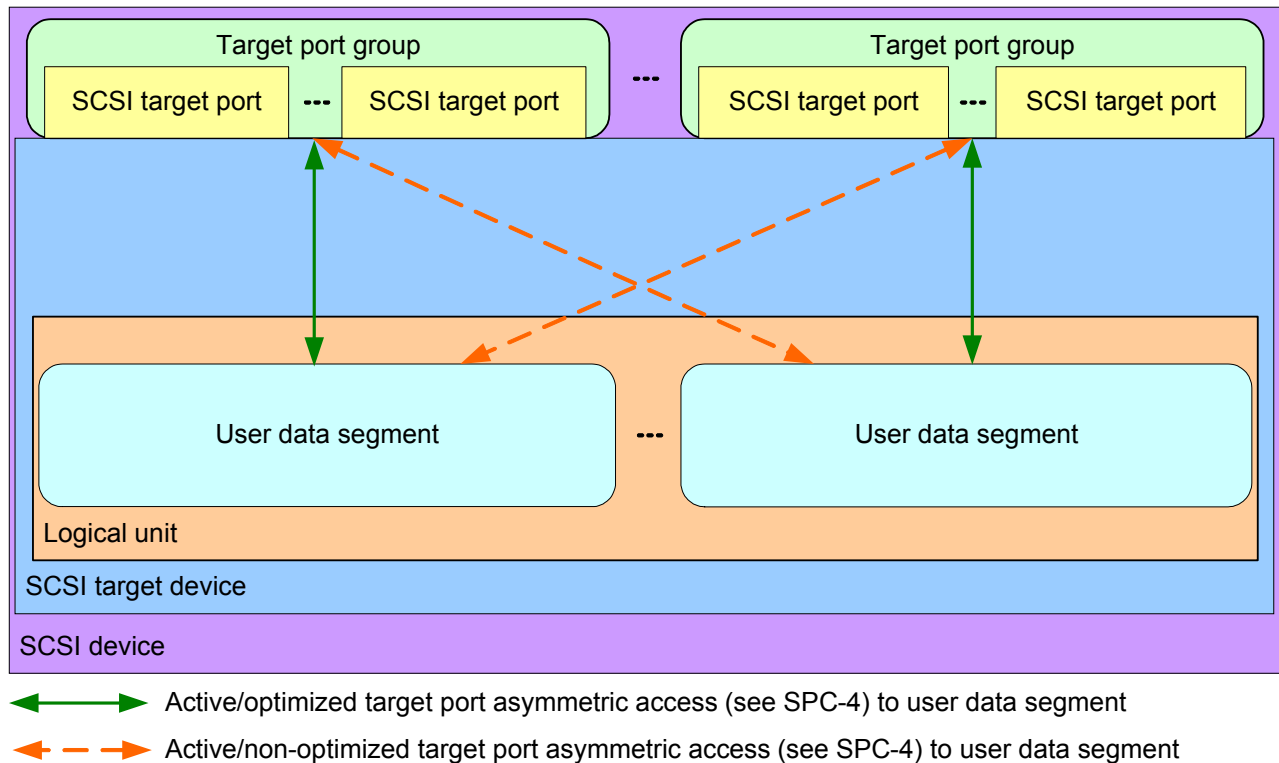 Target port group
Target port group
SCSI target port
---
SCSI target port
---
SCSI target port
---
SCSI target port
User data segment
---
User data segment
Logical unit
SCSI target device
SCSI device
Active/optimized target port asymmetric access (see SPC-4) to user data segment
Active/non-optimized target port asymmetric access (see SPC-4) to user data segment